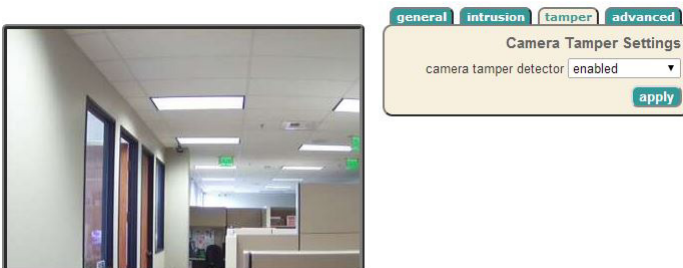 general intrusion tamper advanced
Camera Tamper Settings
camera tamper detector enabled
apply